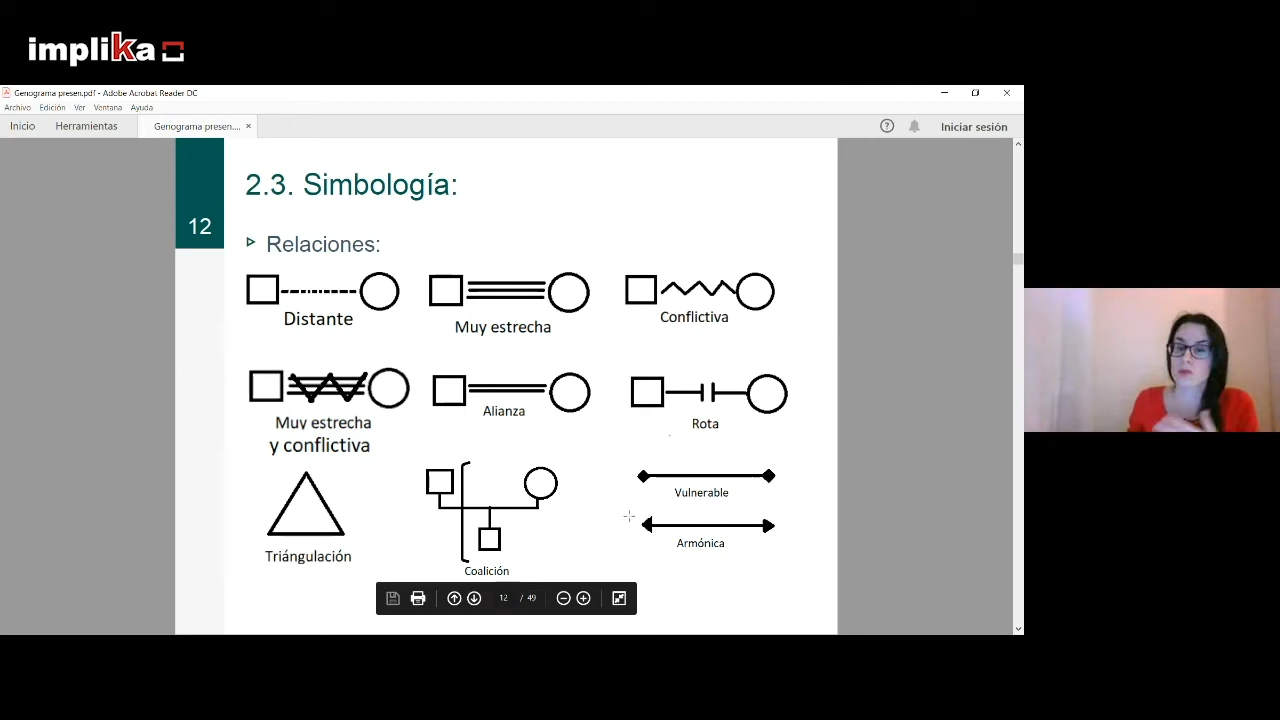 implika
Genograma presen.pdf - Adobe Acrobat Reader DC
Archivo Edición Ver Ventana Ayuda
Inicio Herramientas Genograma presen.... × Iniciar sesión
2.3. Simbología:
12
Relaciones:
Distante
Muy estrecha
Conflictiva
Muy estrecha
y conflictiva
Alianza
Rota
Triángulación
Coalición
Vulnerable
Armónica
12 / 49